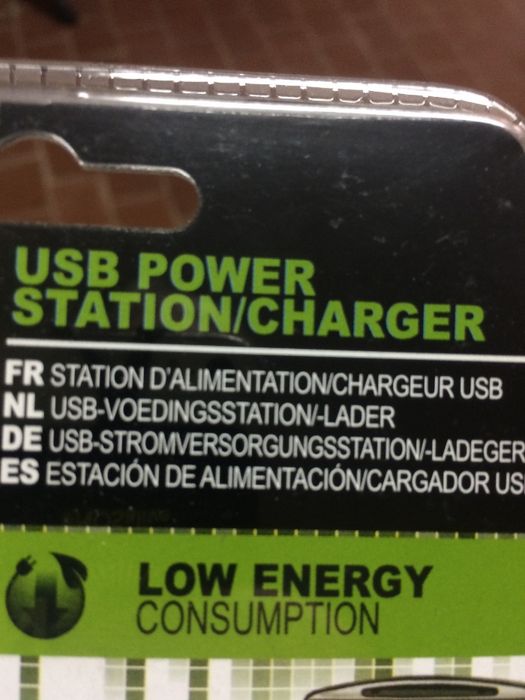 USB POWER
STATION/CHARGER
FR STATION D'ALIMENTATION/CHARGEUR USB
NL USB-VOEDINGSSTATION/-LADER
DE USB-STROMVERSORGUNGSSTATION/-LADEGER
ES ESTACIÓN DE ALIMENTACIÓN/CARGADOR US
LOW ENERGY
CONSUMPTION